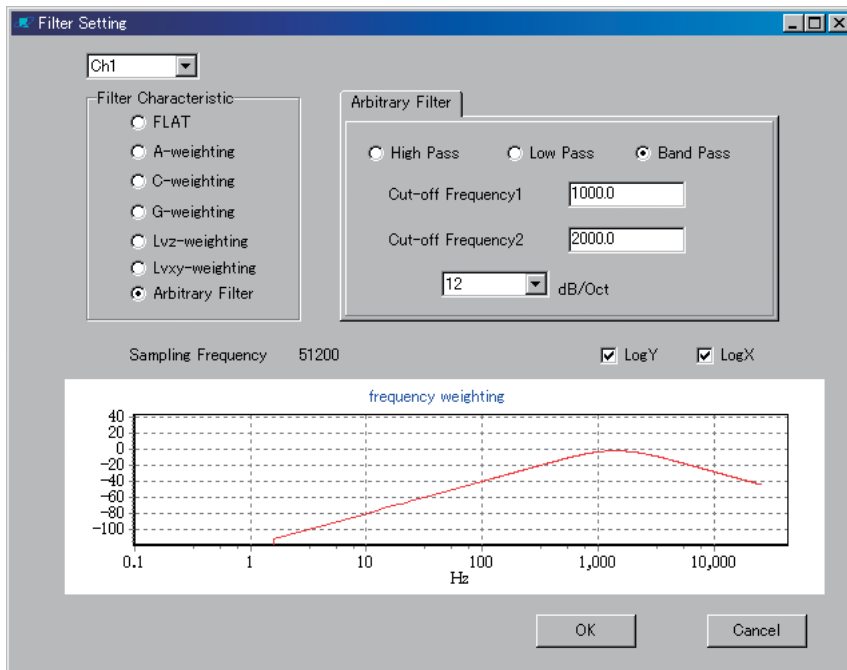 Filter Setting
Ch1
Filter Characteristic
FLAT
A-weighting
C-weighting
G-weighting
Lvz-weighting
Lvxy-weighting
Arbitrary Filter
Arbitrary Filter
High Pass Low Pass Band Pass
Cut-off Frequency1 1000.0
Cut-off Frequency2 2000.0
12 dB/Oct
Sampling Frequency 51200
LogY LogX
frequency weighting
40
20
0
-20
-40
-60
-80
-100
0.1 1 10 100 1,000 10,000
Hz
OK Cancel